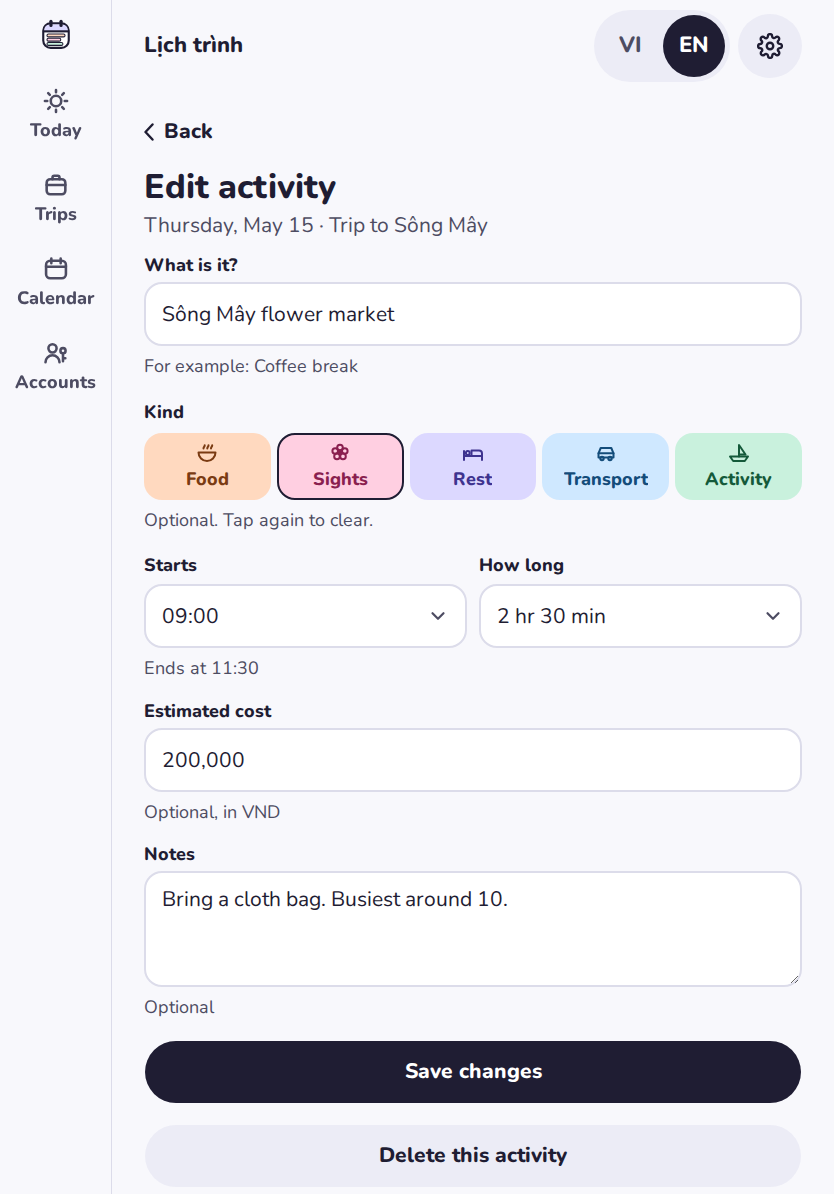 Lịch trình
VI
EN
Today
Trips
Calendar
Accounts
Back
Edit activity
Thursday, May 15 · Trip to Sông Mây
What is it?
Sông Mây flower market
For example: Coffee break
Kind
Food
Sights
Rest
Transport
Activity
Optional. Tap again to clear.
Starts
How long
09:00
2 hr 30 min
Ends at 11:30
Estimated cost
200,000
Optional, in VND
Notes
Bring a cloth bag. Busiest around 10.
Optional
Save changes
Delete this activity